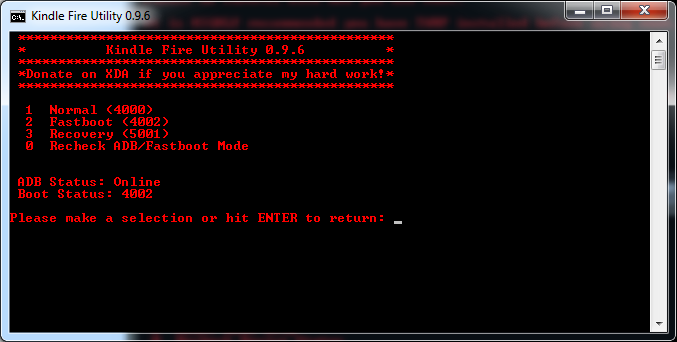 Kindle Fire Utility 0.9.6
***********************************************
*          Kindle Fire Utility 0.9.6          *
***********************************************
*Donate on XDA if you appreciate my hard work!*
***********************************************
1  Normal (4000)
2  Fastboot (4002)
3  Recovery (5001)
0  Recheck ADB/Fastboot Mode
ADB Status: Online
Boot Status: 4002
Please make a selection or hit ENTER to return: _